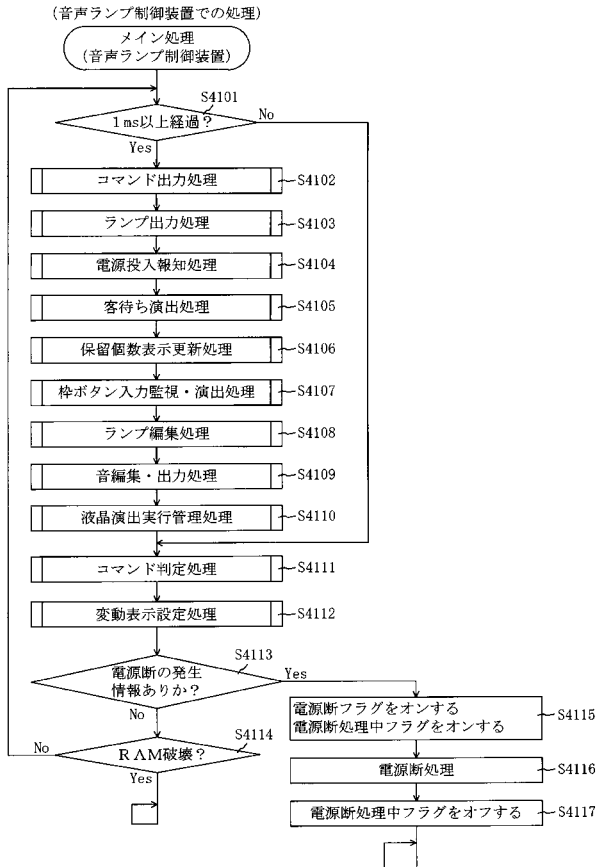 (音声ランプ制御装置での処理)
メイン処理
(音声ランプ制御装置)
S4101
1ms以上経過?
No
Yes
コマンド出力処理
S4102
ランプ出力処理
S4103
電源投入報知処理
S4104
客待ち演出処理
S4105
保留個数表示更新処理
S4106
枠ボタン入力監視・演出処理
S4107
ランプ編集処理
S4108
音編集・出力処理
S4109
液晶演出実行管理処理
S4110
コマンド判定処理
S4111
変動表示設定処理
S4112
S4113
電源断の発生
情報ありか?
Yes
No
S4114
RAM破壊?
No
Yes
電源断フラグをオンする
電源断処理中フラグをオンする
S4115
電源断処理
S4116
電源断処理中フラグをオフする
S4117